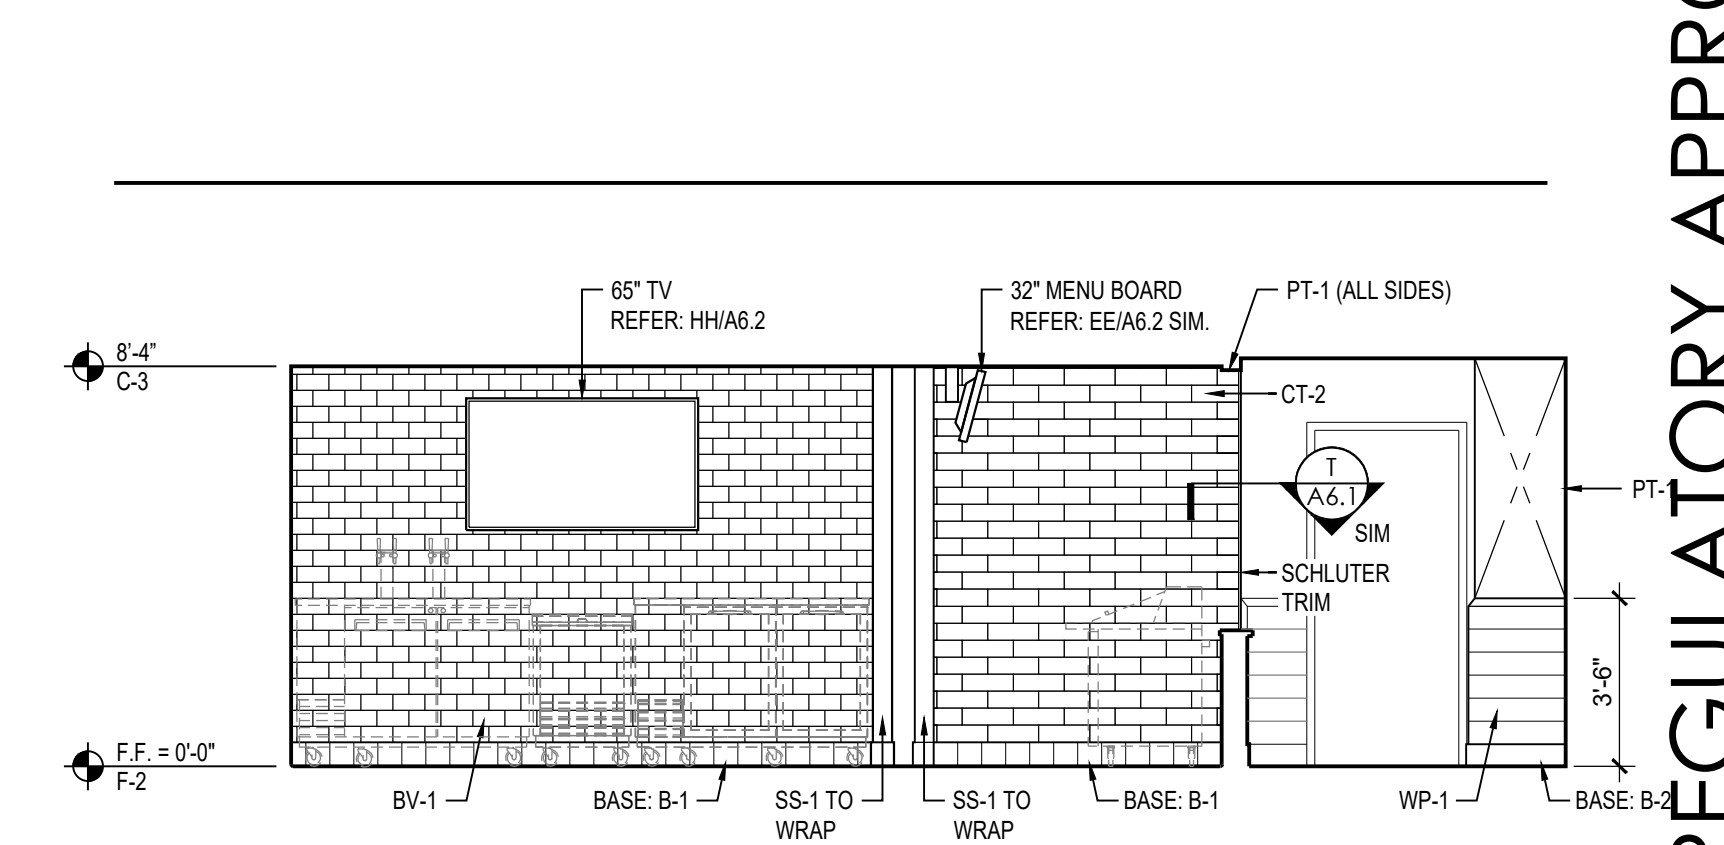 65" TV
REFER: HH/A6.2
32" MENU BOARD
REFER: EE/A6.2 SIM.
PT-1 (ALL SIDES)
8'-4”
C-3
CT-2
T
A6.1
SIM
PT-1
SCHLUTER
TRIM
3'-6"
F.F. = 0'-0"
F-2
BV-1
BASE: B-1
SS-1 TO
WRAP
SS-1 TO
WRAP
BASE: B-1
WP-1
BASE: B-2